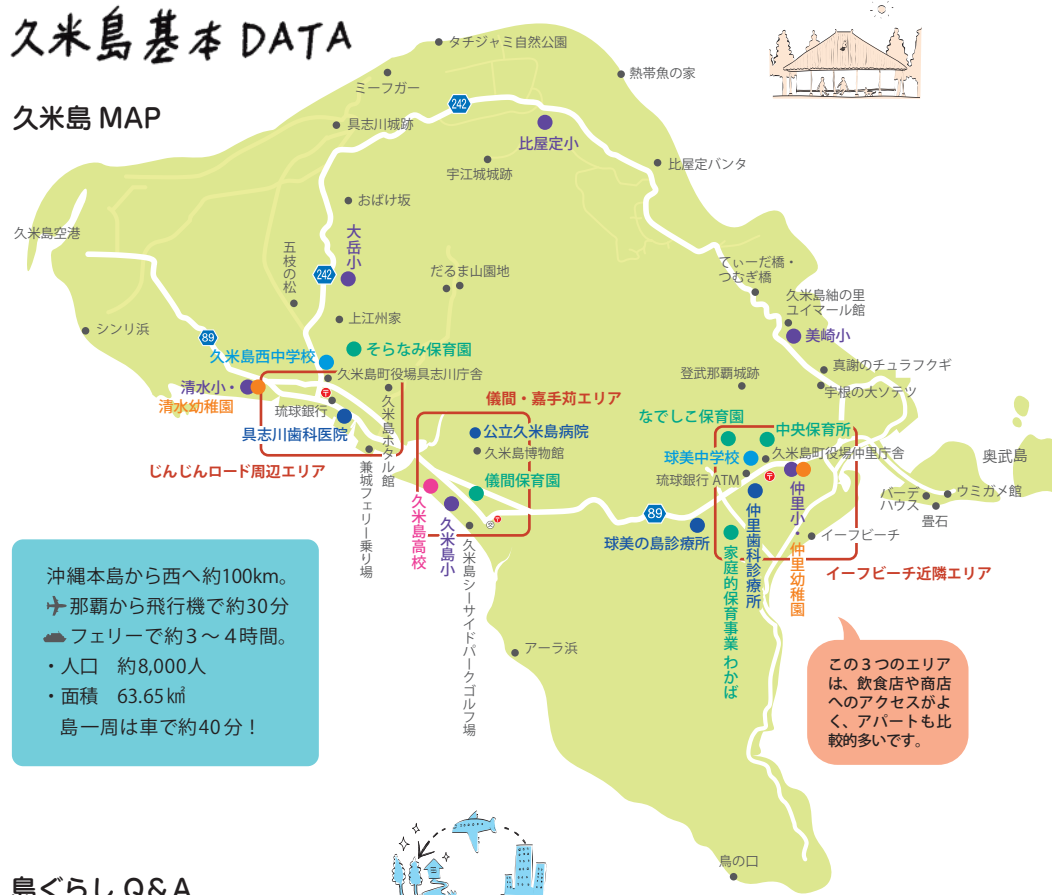 久米島基本 DATA
久米島 MAP
タチジャミ自然公園
熱帯魚の家
ミーフガー
242
具志川城跡
比屋定小
宇江城城跡
比屋定バンタ
おばけ坂
久米島空港
大岳小
五枝の松
242
だるま山園地
てぃーだ橋・
つむぎ橋
久米島紬の里
ユイマール館
上江州家
シンリ浜
89
美崎小
そらなみ保育園
久米島西中学校
久米島町役場具志川庁舎
真謝のチュラフクギ
登武那覇城跡
宇根の大ソテツ
清水小・
清水幼稚園
琉球銀行
具志川歯科医院
久米島ホタル館
儀間・嘉手苅エリア
なでしこ保育園
中央保育所
公立久米島病院
久米島博物館
球美中学校
久米島町役場仲里庁舎
奥武島
じんじんロード周辺エリア
兼城フェリー乗り場
琉球銀行 ATM
儀間保育園
バーデ
ハウス
ウミガメ館
畳石
久米島高校
久米島小
89
仲里小・仲里幼稚園
仲里歯科診療所
球美の島診療所
イーフビーチ
久米島シーサイドパークゴルフ場
家庭的保育事業 わかば
イーフビーチ近隣エリア
沖縄本島から西へ約100km。
那覇から飛行機で約30分
フェリーで約3〜4時間。
・人口　約8,000人
・面積　63.65㎢
島一周は車で約40分！
アーラ浜
この3つのエリア
は、飲食店や商店
へのアクセスがよ
く、アパートも比
較的多いです。
鳥の口
島ぐらし Q&A